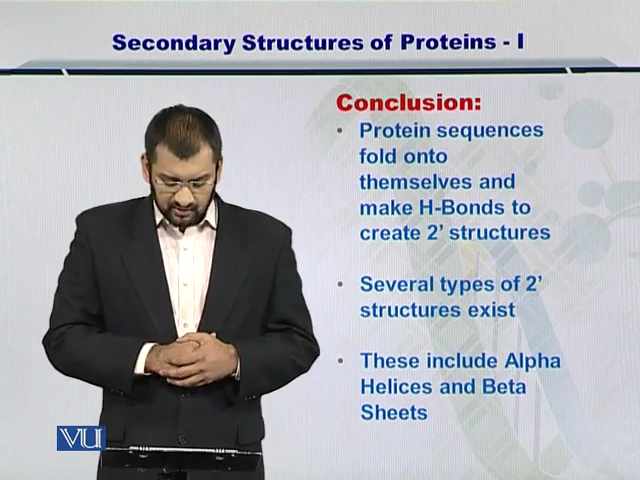 Secondary Structures of Proteins - I
Conclusion:
• Protein sequences
fold onto
themselves and
make H-Bonds to
create 2’ structures
• Several types of 2’
structures exist
• These include Alpha
Helices and Beta
Sheets
VU